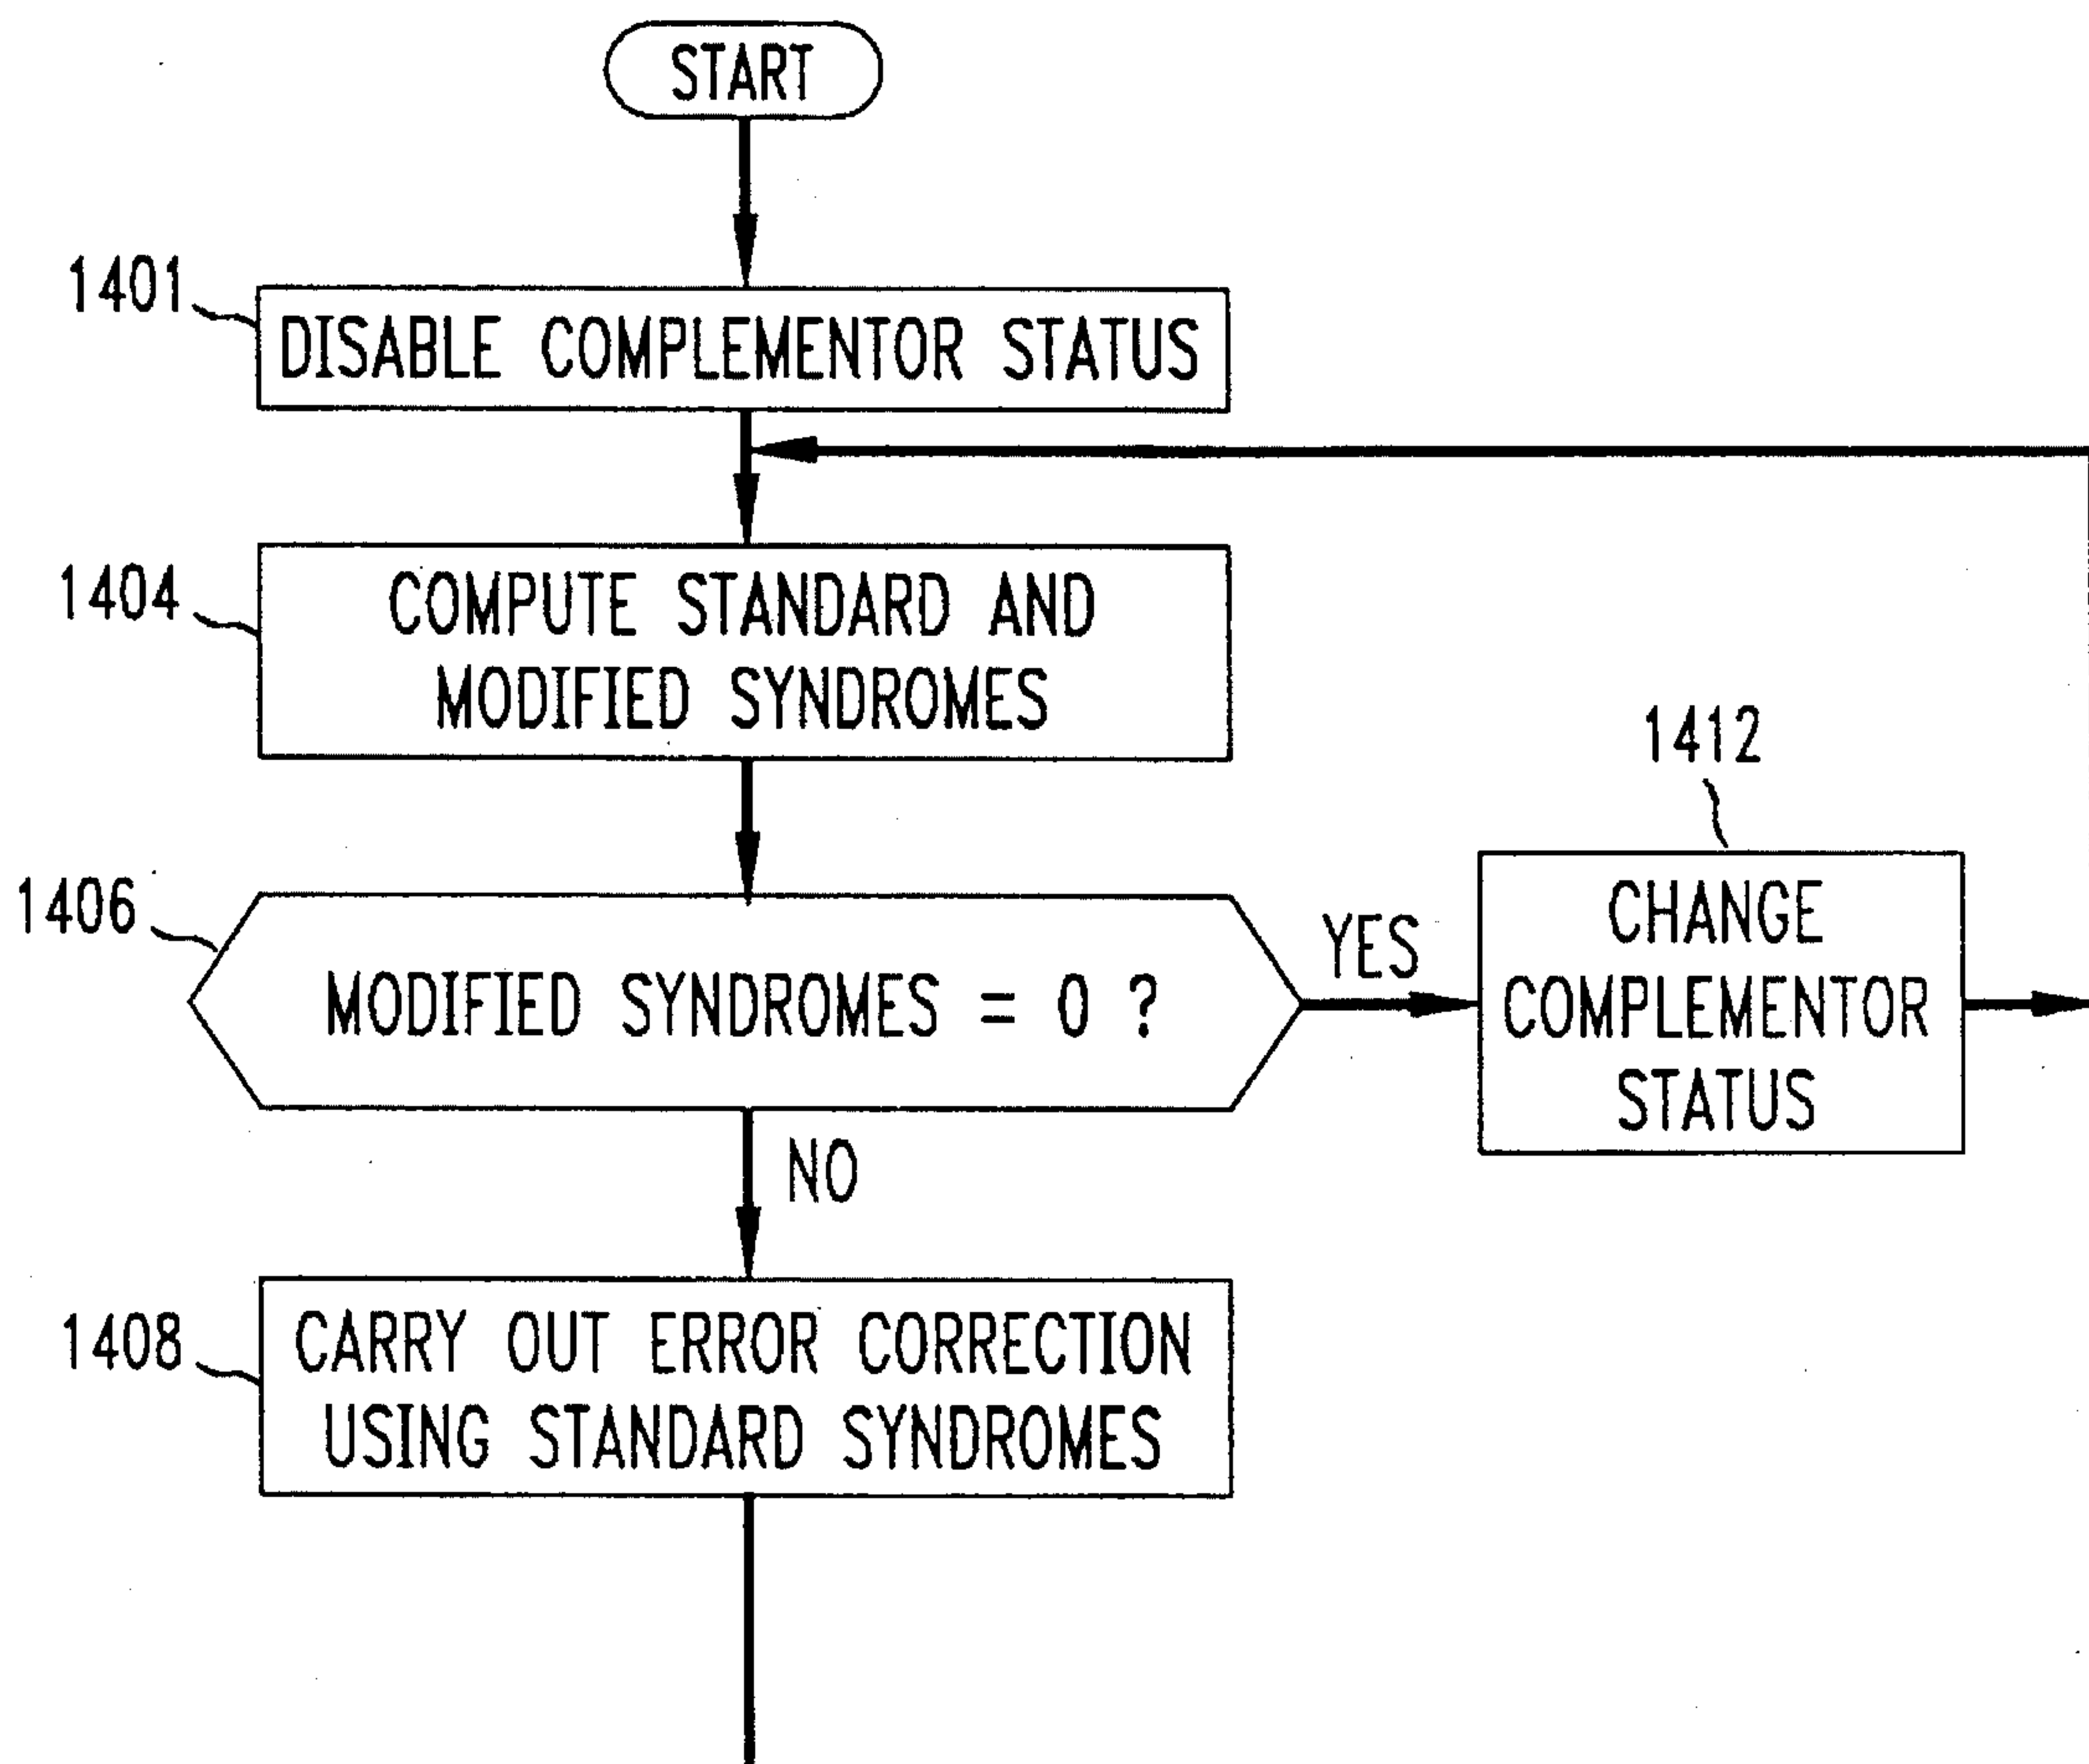 START
1401
DISABLE COMPLEMENTOR STATUS
1404
COMPUTE STANDARD AND
MODIFIED SYNDROMES
1412
CHANGE
COMPLEMENTOR
STATUS
1406
MODIFIED SYNDROMES = 0 ?
YES
NO
1408
CARRY OUT ERROR CORRECTION
USING STANDARD SYNDROMES